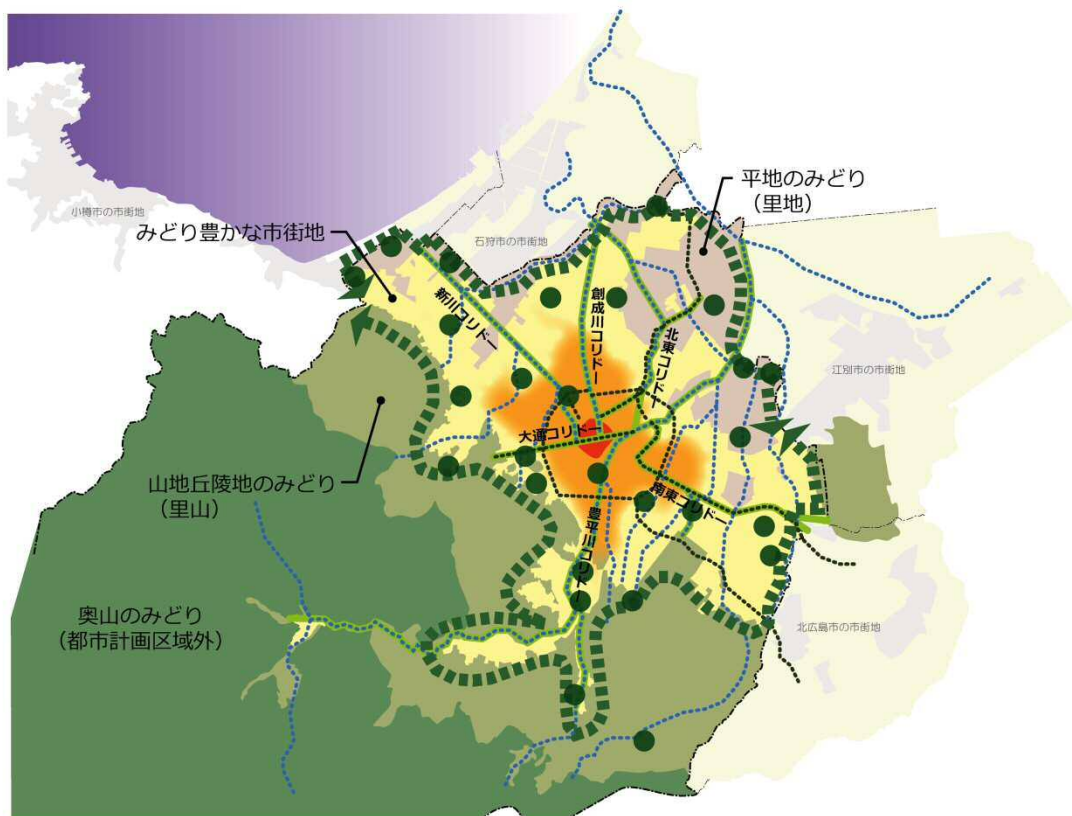 平地のみどり
(里地)
小樽市の市街地
みどり豊かな市街地
石狩市の市街地
新川コリドー
創成川コリドー
北東コリドー
江別市の市街地
大通コリドー
山地丘陵地のみどり
(里山)
南東コリドー
豊平川コリドー
奥山のみどり
(都市計画区域外)
北広島市の市街地